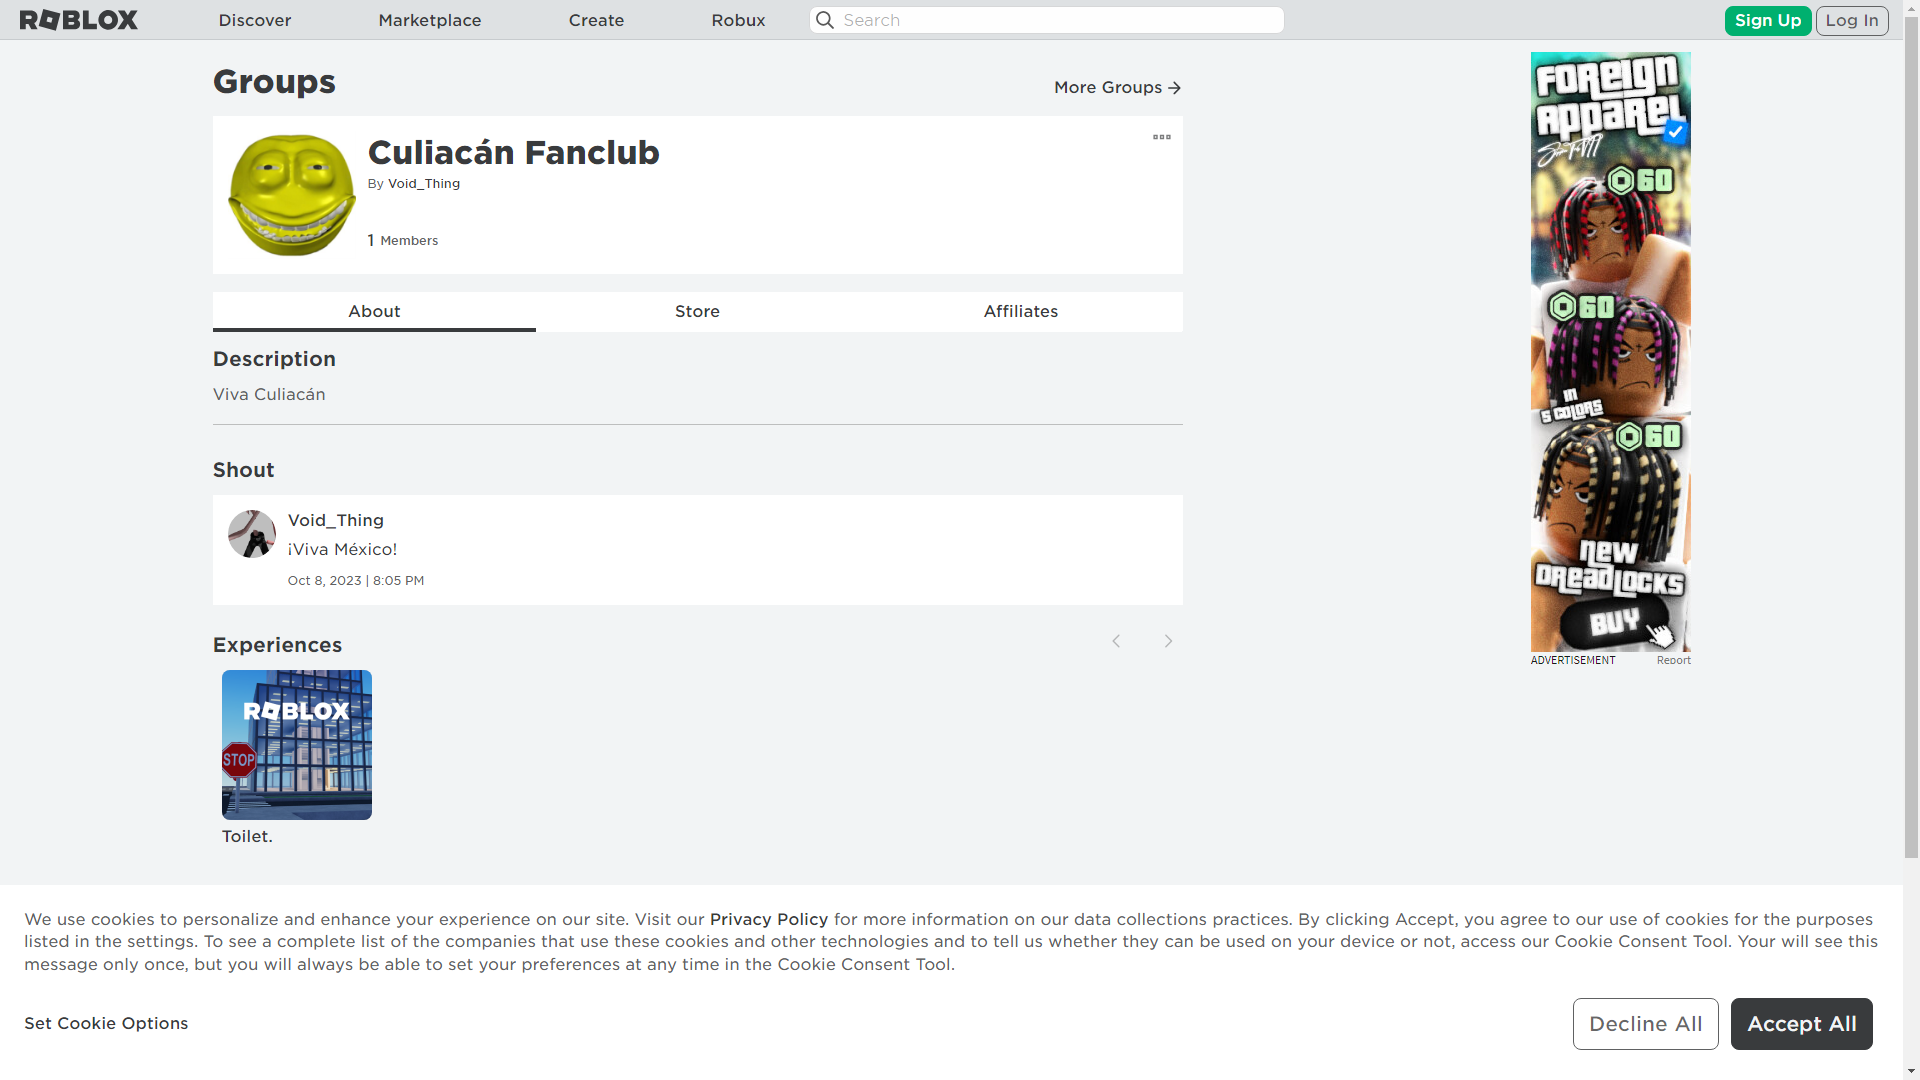 ROBLOX
Discover
Marketplace
Create
Robux
Search
Sign Up
Log In
Groups
More Groups
Culiacán Fanclub
By Void_Thing
1 Members
About
Store
Affiliates
Description
Viva Culiacán
Shout
Void_Thing
¡Viva México!
Oct 8, 2023 | 8:05 PM
Experiences
ROBLOX
STOP
Toilet.
FOREIGN
APPAREL
60
60
IN
5 COLORS
60
NEW
DREADLOCKS
BUY
ADVERTISEMENT
Report
We use cookies to personalize and enhance your experience on our site. Visit our Privacy Policy for more information on our data collections practices. By clicking Accept, you agree to our use of cookies for the purposes
listed in the settings. To see a complete list of the companies that use these cookies and other technologies and to tell us whether they can be used on your device or not, access our Cookie Consent Tool. Your will see this
message only once, but you will always be able to set your preferences at any time in the Cookie Consent Tool.
Set Cookie Options
Decline All
Accept All